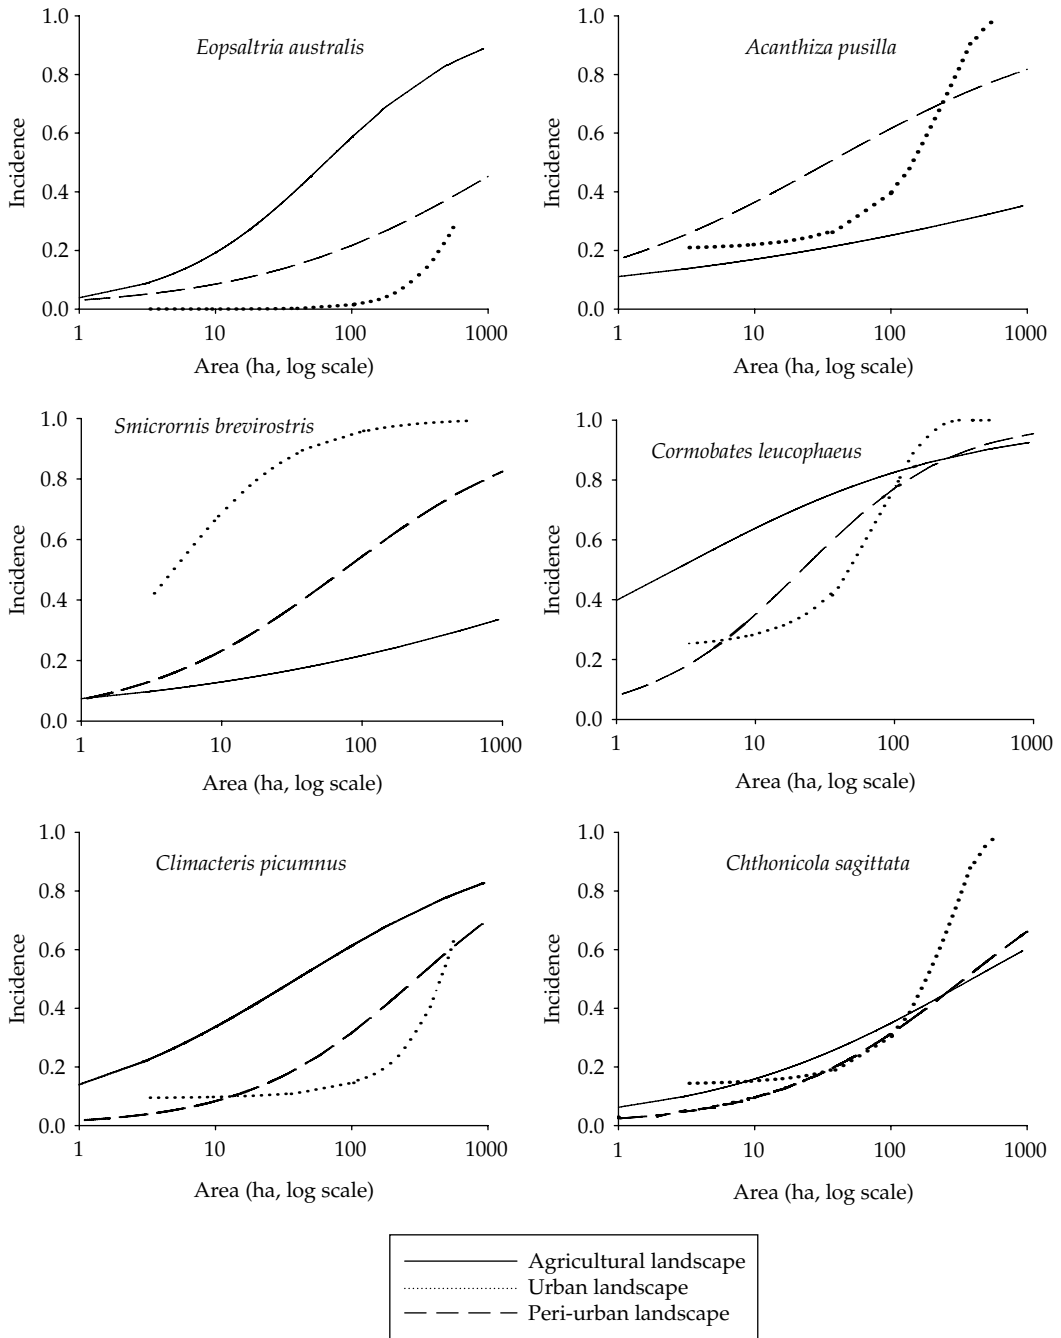 Eopsaltria australis
Incidence
1.0
0.8
0.6
0.4
0.2
0.0
1 10 100 1000
Area (ha, log scale)
Acanthiza pusilla
Incidence
1.0
0.8
0.6
0.4
0.2
0.0
1 10 100 1000
Area (ha, log scale)
Smicrornis brevirostris
Incidence
1.0
0.8
0.6
0.4
0.2
0.0
1 10 100 1000
Area (ha, log scale)
Cormobates leucophaeus
Incidence
1.0
0.8
0.6
0.4
0.2
0.0
1 10 100 1000
Area (ha, log scale)
Climacteris picumnus
Incidence
1.0
0.8
0.6
0.4
0.2
0.0
1 10 100 1000
Area (ha, log scale)
Chthonicola sagittata
Incidence
1.0
0.8
0.6
0.4
0.2
0.0
1 10 100 1000
Area (ha, log scale)
Agricultural landscape
Urban landscape
Peri-urban landscape